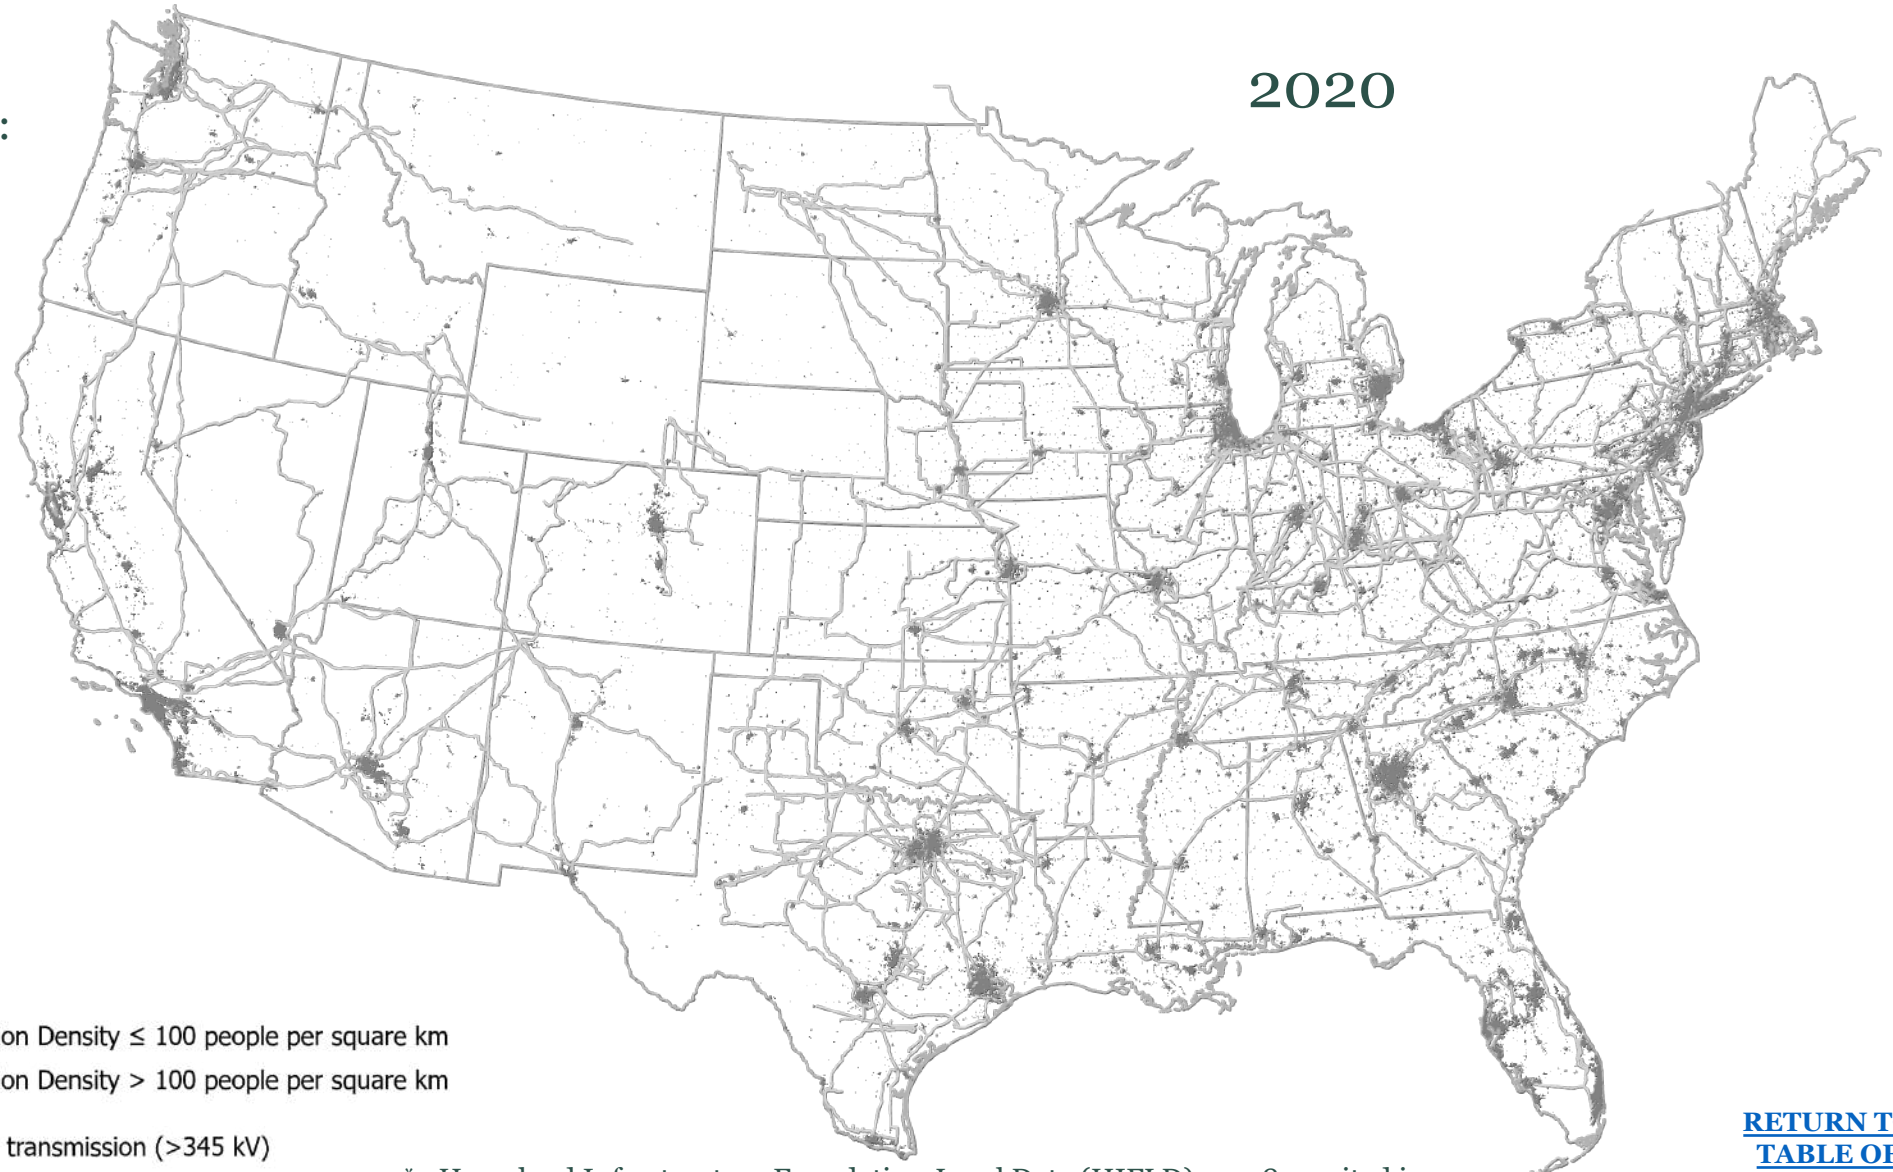 2020
:
on Density ≤ 100 people per square km
on Density > 100 people per square km
transmission (>345 kV)
RETURN T
TABLE OF